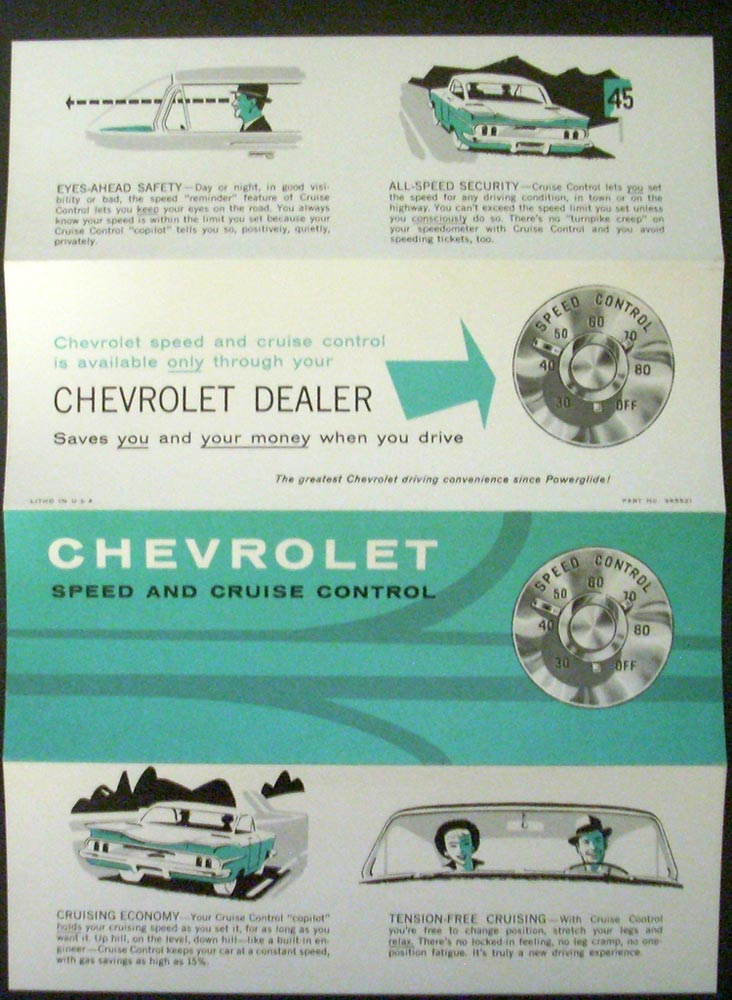 45
EYES-AHEAD SAFETY—Day or night, in good visi-
bility or bad, the speed "reminder" feature of Cruise
Control lets you keep your eyes on the road. You always
know your speed is within the limit you set because your
Cruise Control "copilot" tells you so, positively, quietly,
privately.
ALL-SPEED SECURITY—Cruise Control lets you set
the speed for any driving condition, in town or on the
highway. You can't exceed the speed limit you set unless
you consciously do so. There's no "turnpike creep" on
your speedometer with Cruise Control and you avoid
speeding tickets, too.
Chevrolet speed and cruise control
is available only through your
CHEVROLET DEALER
Saves you and your money when you drive
SPEED CONTROL
30 40 50 60 70 80 OFF
The greatest Chevrolet driving convenience since Powerglide!
LITHO IN U S A
PART NO. 985921
CHEVROLET
SPEED AND CRUISE CONTROL
SPEED CONTROL
30 40 50 60 70 80 OFF
CRUISING ECONOMY—Your Cruise Control "copilot"
holds your cruising speed as you set it, for as long as you
want it. Up hill, on the level, down hill—like a built-in en-
gineer—Cruise Control keeps your car at a constant speed,
with gas savings as high as 15%.
TENSION-FREE CRUISING—With Cruise Control
you're free to change position, stretch your legs and
relax. There's no locked-in feeling, no leg cramp, no one-
position fatigue. It's truly a new driving experience.